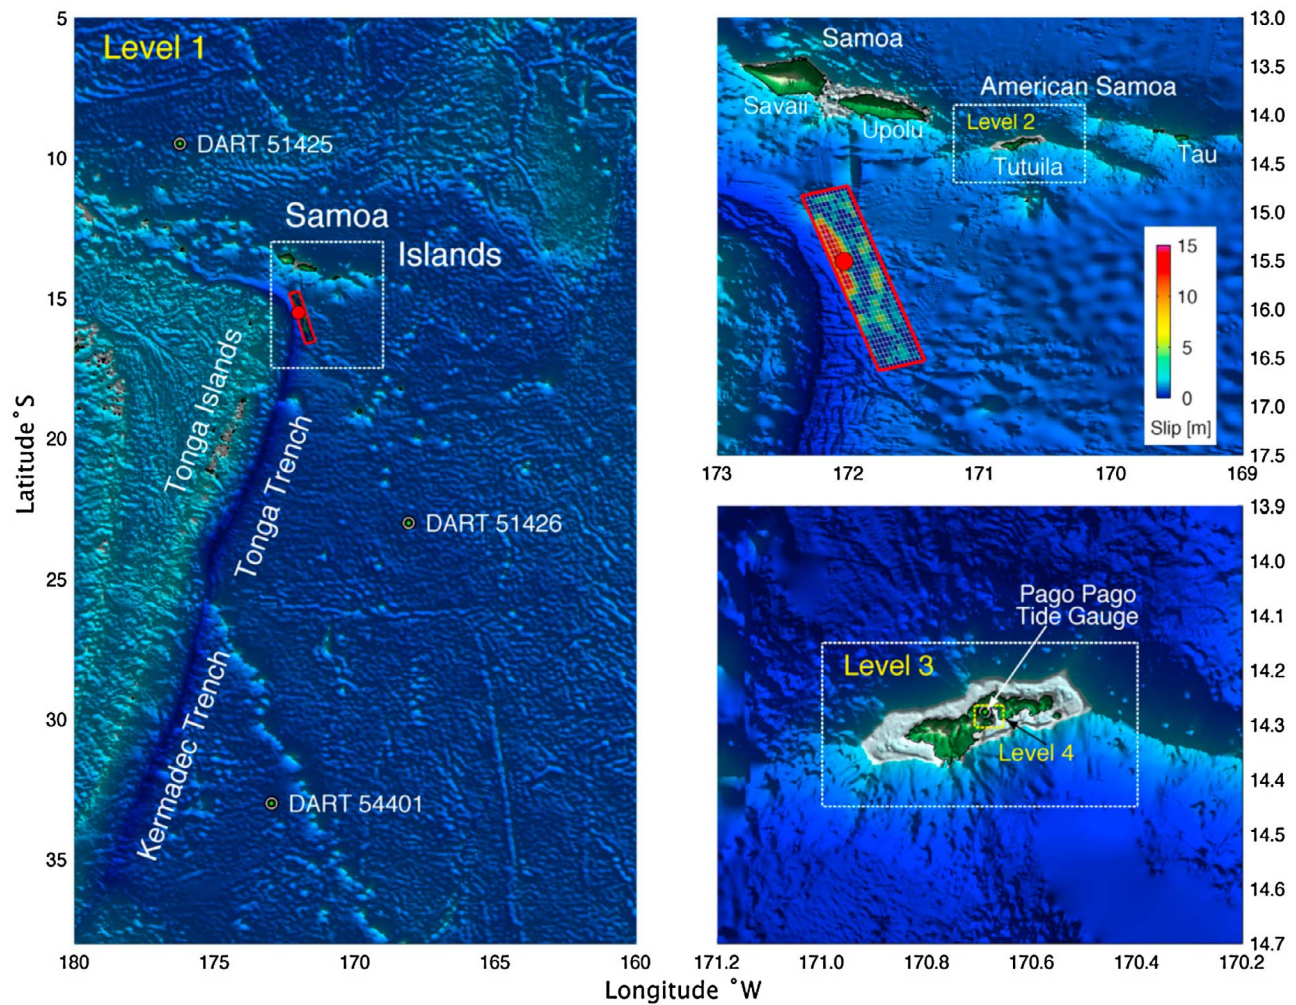 Level 1
DART 51425
Samoa
Islands
Tonga Islands
Tonga Trench
DART 51426
Kermadec Trench
DART 54401
5
10
15
20
25
30
35
Latitude ˚S
180
175
170
165
160
Samoa
American Samoa
Savaii
Upolu
Level 2
Tutuila
Tau
15
10
5
0
Slip [m]
13.0
13.5
14.0
14.5
15.0
15.5
16.0
16.5
17.0
17.5
173
172
171
170
169
Pago Pago
Tide Gauge
Level 3
Level 4
13.9
14.0
14.1
14.2
14.3
14.4
14.5
14.6
14.7
171.2
171.0
170.8
170.6
170.4
170.2
Longitude ˚W